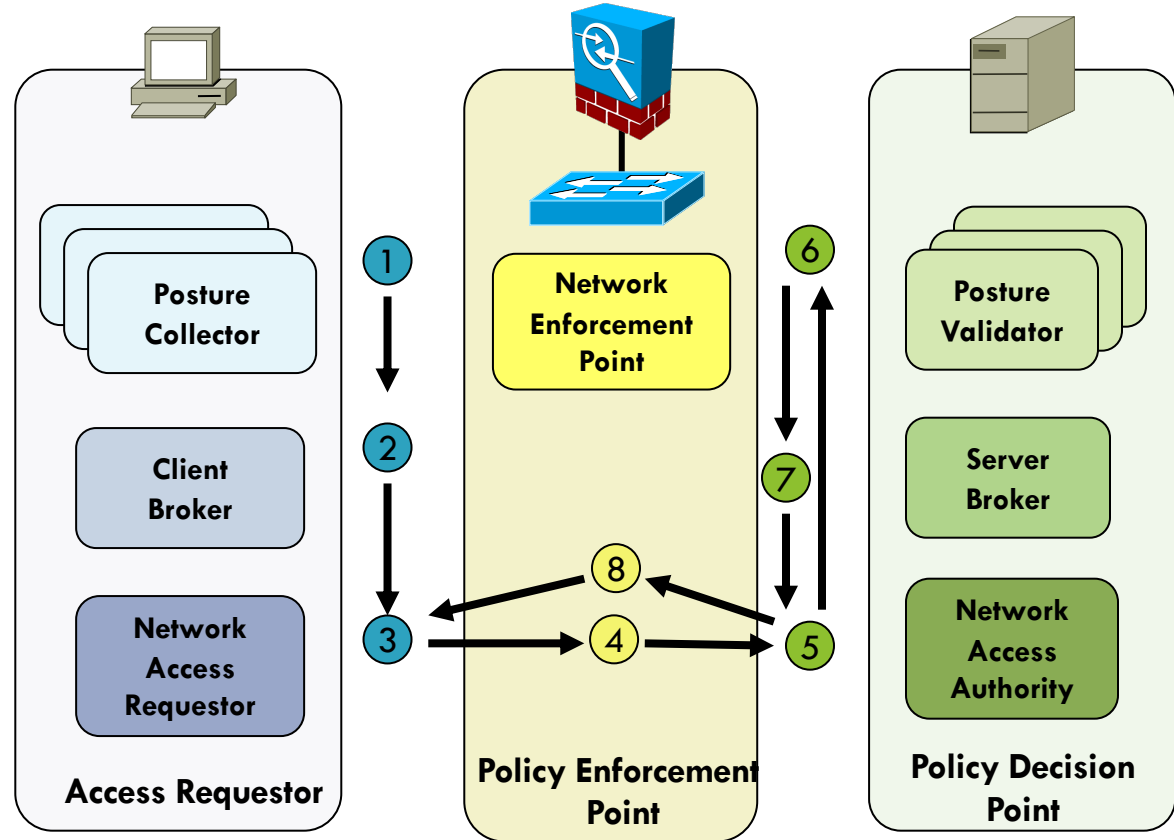 1
Posture
Collector
2
Client
Broker
3
Network
Access
Requestor
Access Requestor
Network
Enforcement
Point
8
4
Policy Enforcement
Point
6
7
5
Posture
Validator
Server
Broker
Network
Access
Authority
Policy Decision
Point